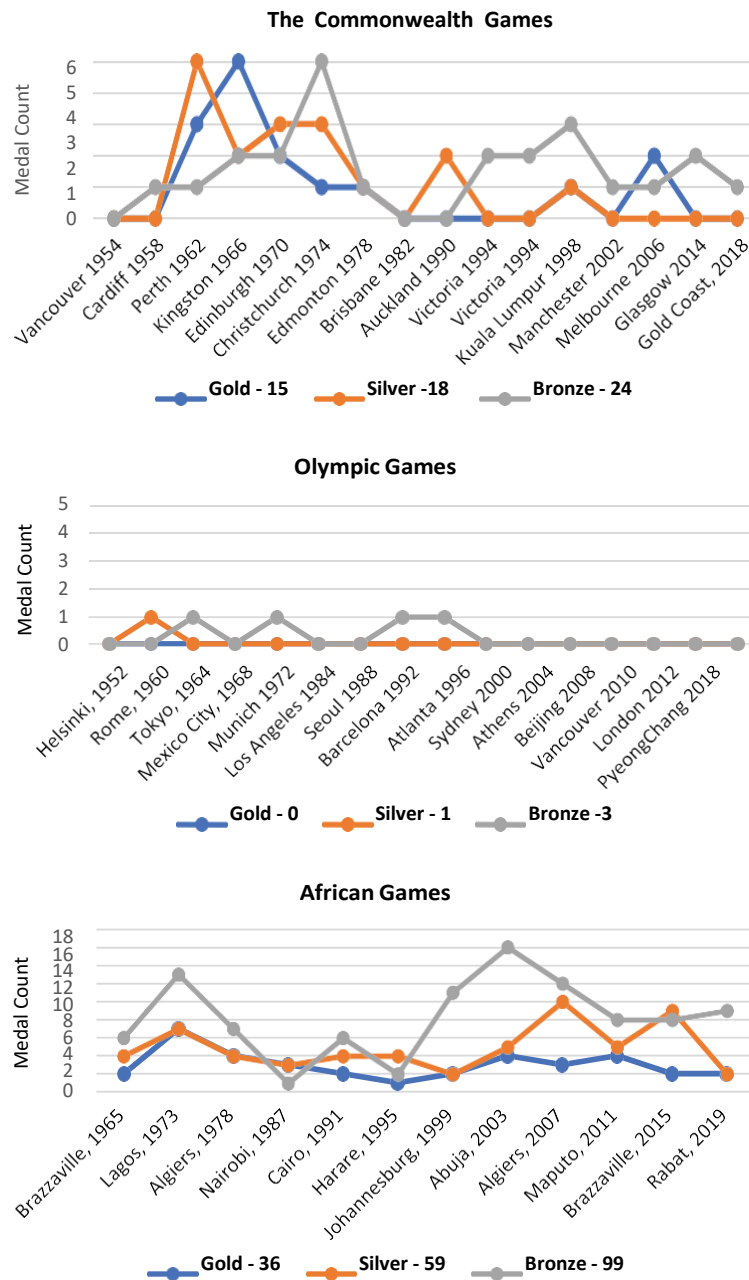 The Commonwealth Games
Medal Count
6
5
4
3
2
1
0
Vancouver 1954
Cardiff 1958
Perth 1962
Kingston 1966
Edinburgh 1970
Christchurch 1974
Edmonton 1978
Brisbane 1982
Auckland 1990
Victoria 1994
Victoria 1994
Kuala Lumpur 1998
Manchester 2002
Melbourne 2006
Glasgow 2014
Gold Coast, 2018
Gold - 15 Silver -18 Bronze - 24
Olympic Games
Medal Count
5
4
3
2
1
0
Helsinki, 1952
Rome, 1960
Tokyo, 1964
Mexico City, 1968
Munich 1972
Los Angeles 1984
Seoul 1988
Barcelona 1992
Atlanta 1996
Sydney 2000
Athens 2004
Beijing 2008
Vancouver 2010
London 2012
PyeongChang 2018
Gold - 0 Silver - 1 Bronze -3
African Games
Medal Count
18
16
14
12
10
8
6
4
2
0
Brazzaville, 1965
Lagos, 1973
Algiers, 1978
Nairobi, 1987
Cairo, 1991
Harare, 1995
Johannesburg, 1999
Abuja, 2003
Algiers, 2007
Maputo, 2011
Brazzaville, 2015
Rabat, 2019
Gold - 36 Silver - 59 Bronze - 99